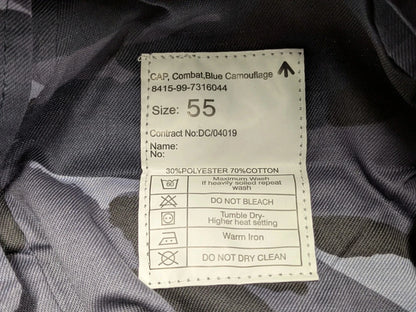 CAP, Combat,Blue Camouflage
8415-99-7316044
Size: 55
Contract No:DC/04019
Name:
No:
30%POLYESTER 70%COTTON
60
Maximum Wash
If heavily soiled repeat
wash
DO NOT BLEACH
Tumble Dry-
Higher heat setting
Warm Iron
DO NOT DRY CLEAN